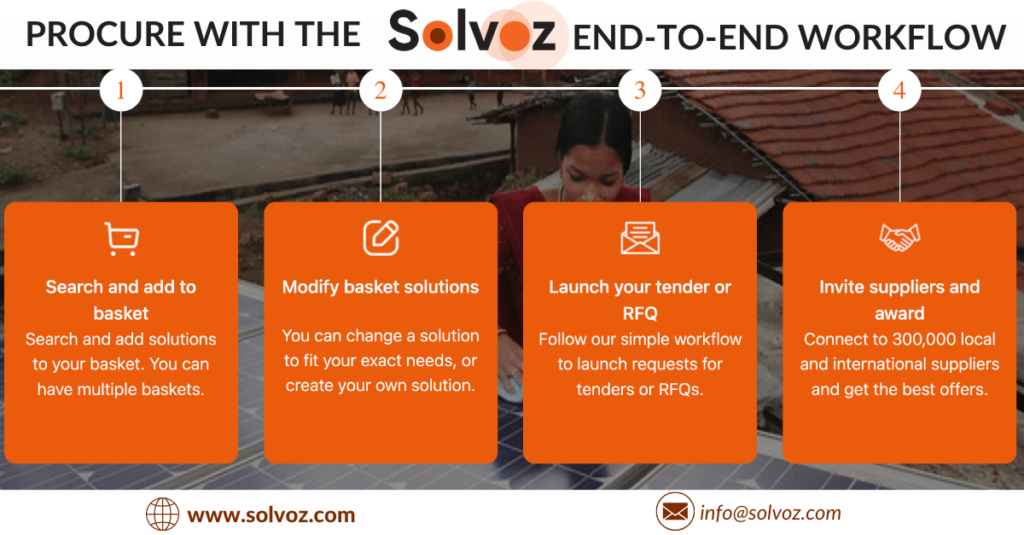 PROCURE WITH THE Solvoz END-TO-END WORKFLOW
1
2
3
4
Search and add to
basket
Search and add solutions
to your basket. You can
have multiple baskets.
Modify basket solutions
You can change a solution
to fit your exact needs, or
create your own solution.
Launch your tender or
RFQ
Follow our simple workflow
to launch requests for
tenders or RFQs.
Invite suppliers and
award
Connect to 300,000 local
and international suppliers
and get the best offers.
www.solvoz.com
info@solvoz.com